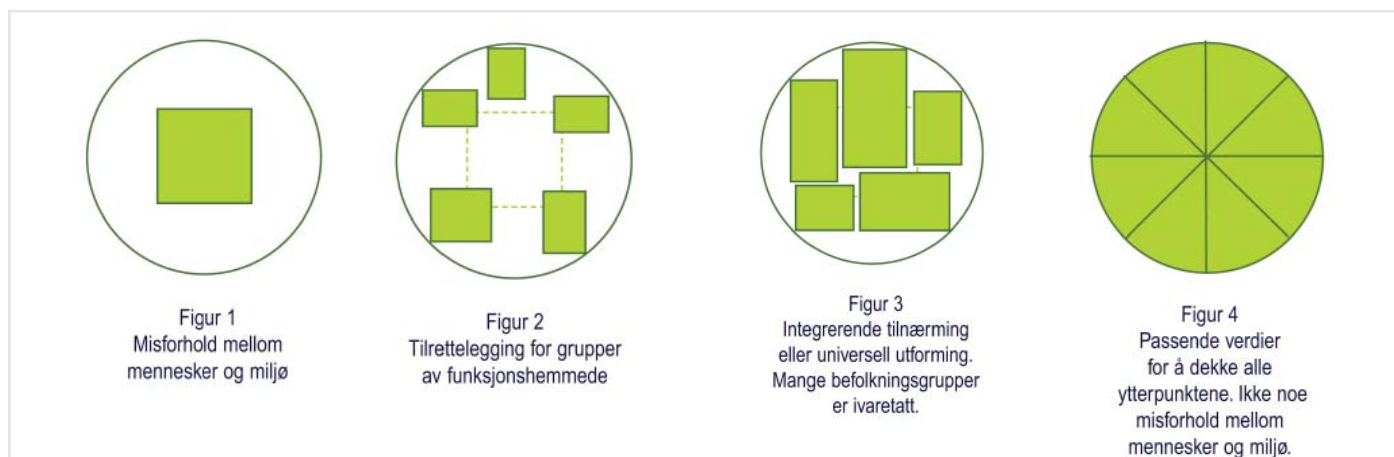 Figur 1
Misforhold mellom
mennesker og miljø
Figur 2
Tilrettelegging for grupper
av funksjonshemmede
Figur 3
Integrerende tilnærming
eller universell utforming.
Mange befolkningsgrupper
er ivaretatt.
Figur 4
Passende verdier
for å dekke alle
ytterpunktene. Ikke noe
misforhold mellom
mennesker og miljø.